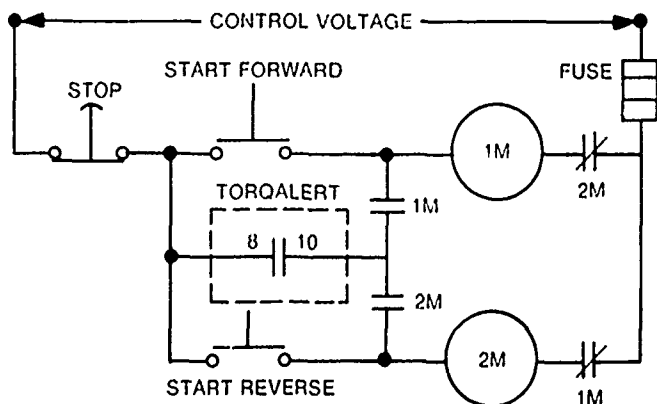 CONTROL VOLTAGE
START FORWARD
FUSE
STOP
1M
2M
TORQALERT
1M
8 10
2M
2M
START REVERSE
1M